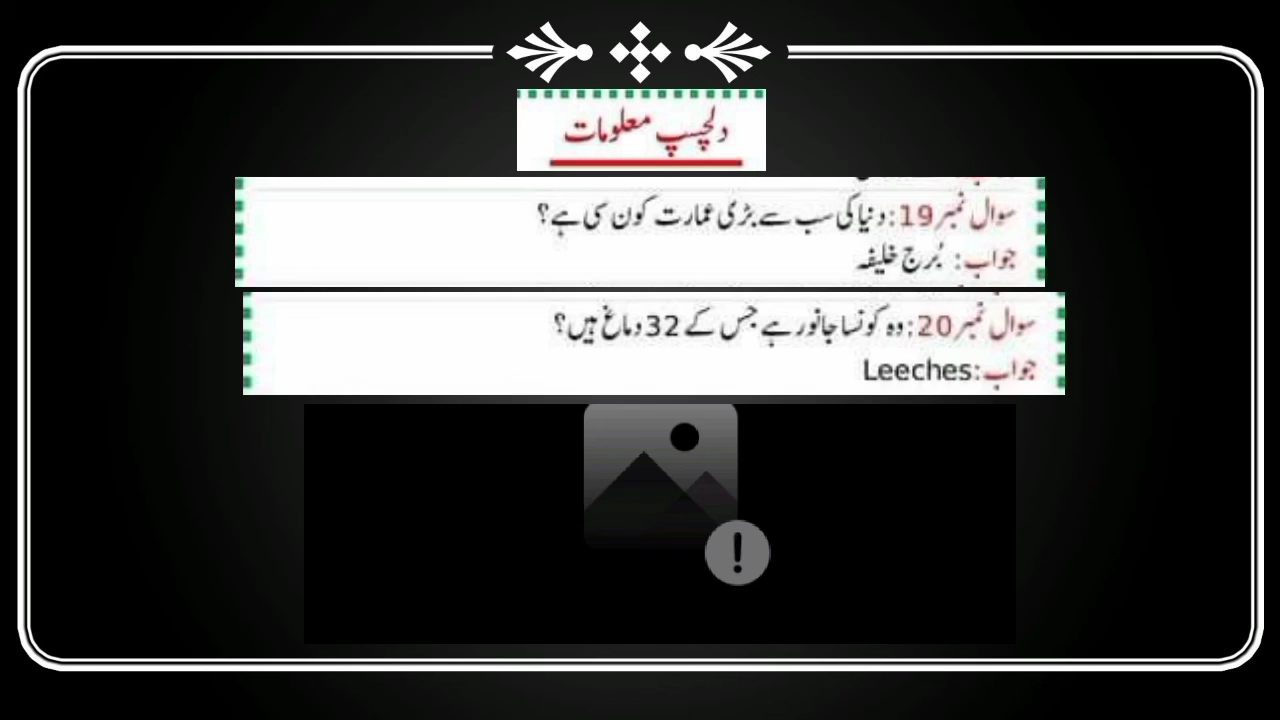 دلچسپ معلومات
سوال نمبر 19: دنیا کی سب سے بڑی عمارت کون سی ہے؟
جواب: بُرج خلیفہ
سوال نمبر 20: وہ کونسا جانور ہے جس کے 32 دماغ ہیں؟
جواب: Leeches